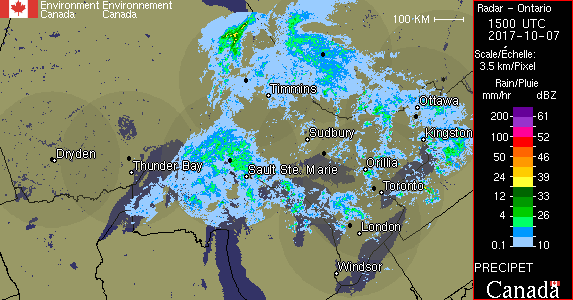 Environment Environnement
Canada Canada
100 KM
Timmins
Ottawa
Sudbury
Kingston
Dryden
Thunder Bay
Sault Ste. Marie
Orillia
Toronto
London
Windsor
Radar - Ontario
1500 UTC
2017-10-07
Scale/Échelle:
3.5 km/Pixel
Rain/Pluie
mm/hr dBZ
200 61
100 52
50 46
24 39
12 33
4 26
0.1 10
PRECIPET
Canada